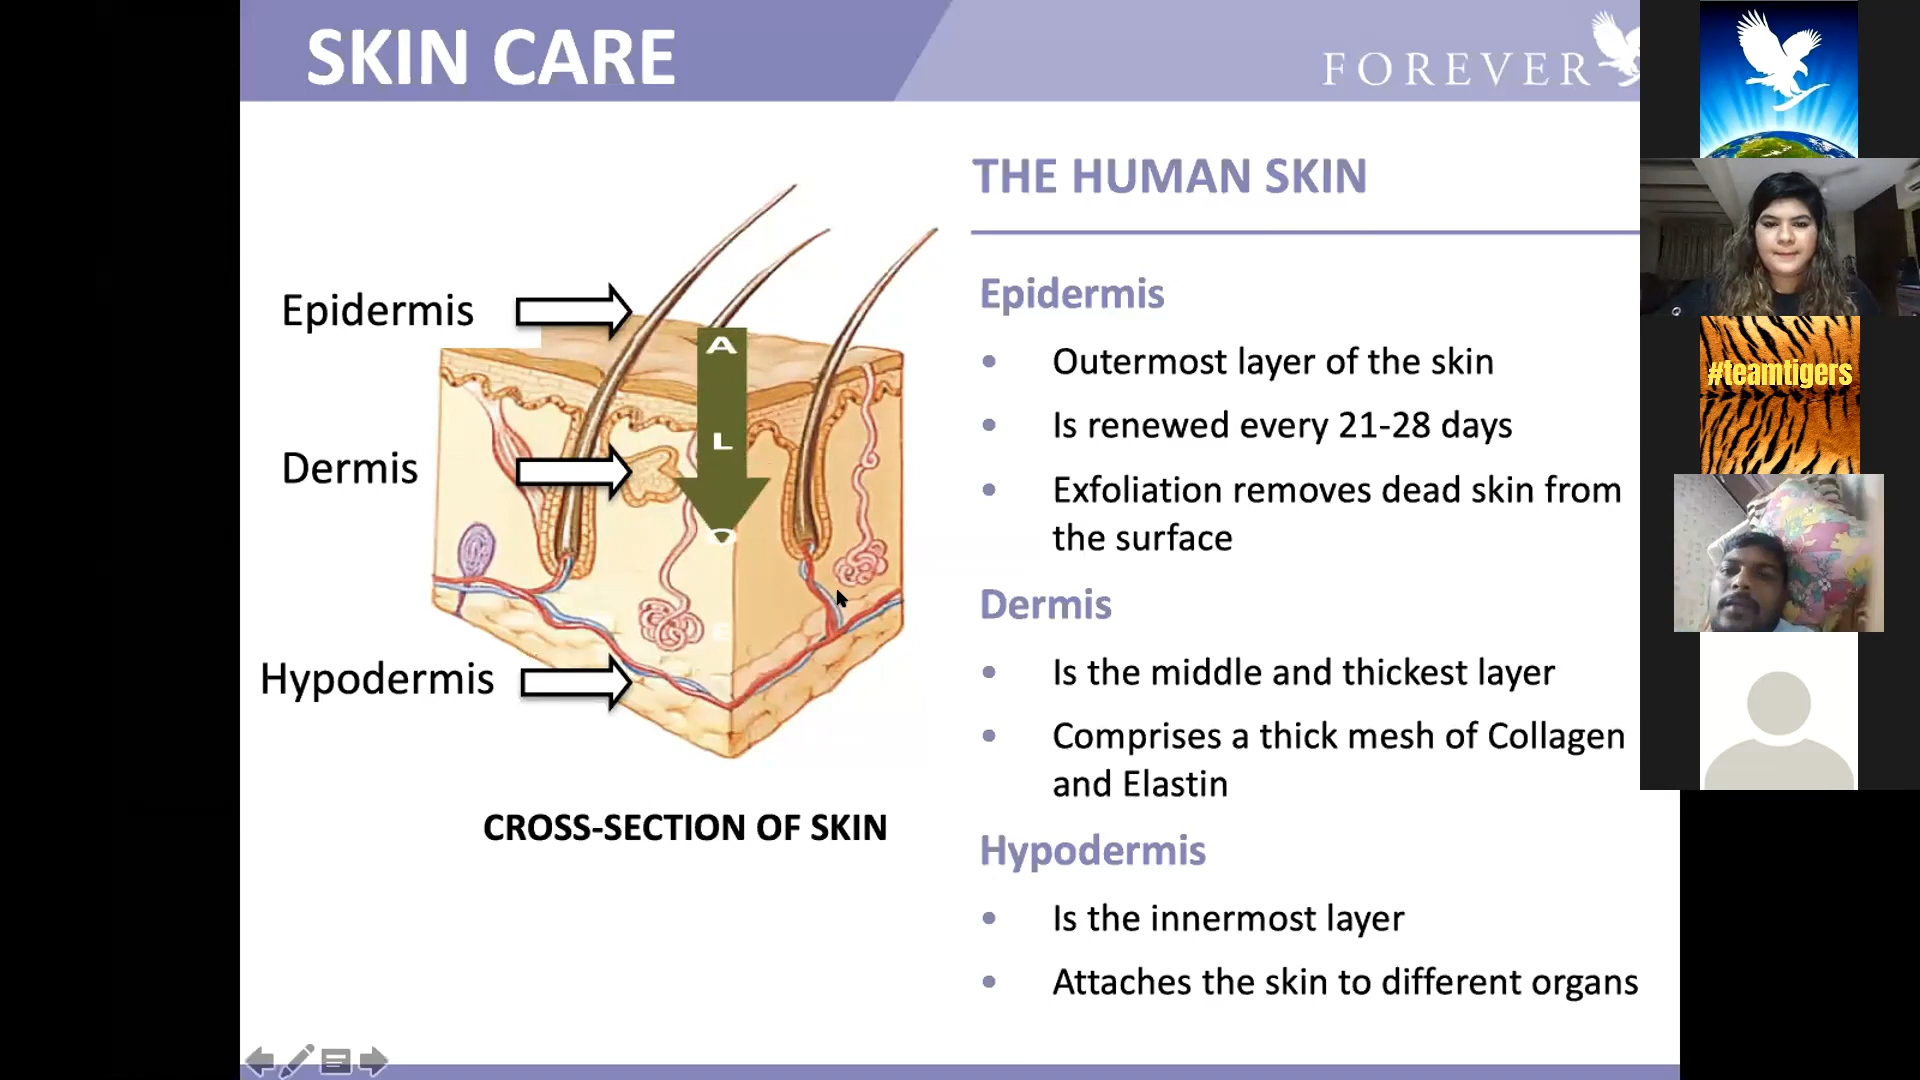 SKIN CARE
FOREVER
THE HUMAN SKIN
Epidermis
Dermis
Hypodermis
A
L
O
E
CROSS-SECTION OF SKIN
Epidermis
• Outermost layer of the skin
• Is renewed every 21-28 days
• Exfoliation removes dead skin from
the surface
Dermis
• Is the middle and thickest layer
• Comprises a thick mesh of Collagen
and Elastin
Hypodermis
• Is the innermost layer
• Attaches the skin to different organs
#teamtigers